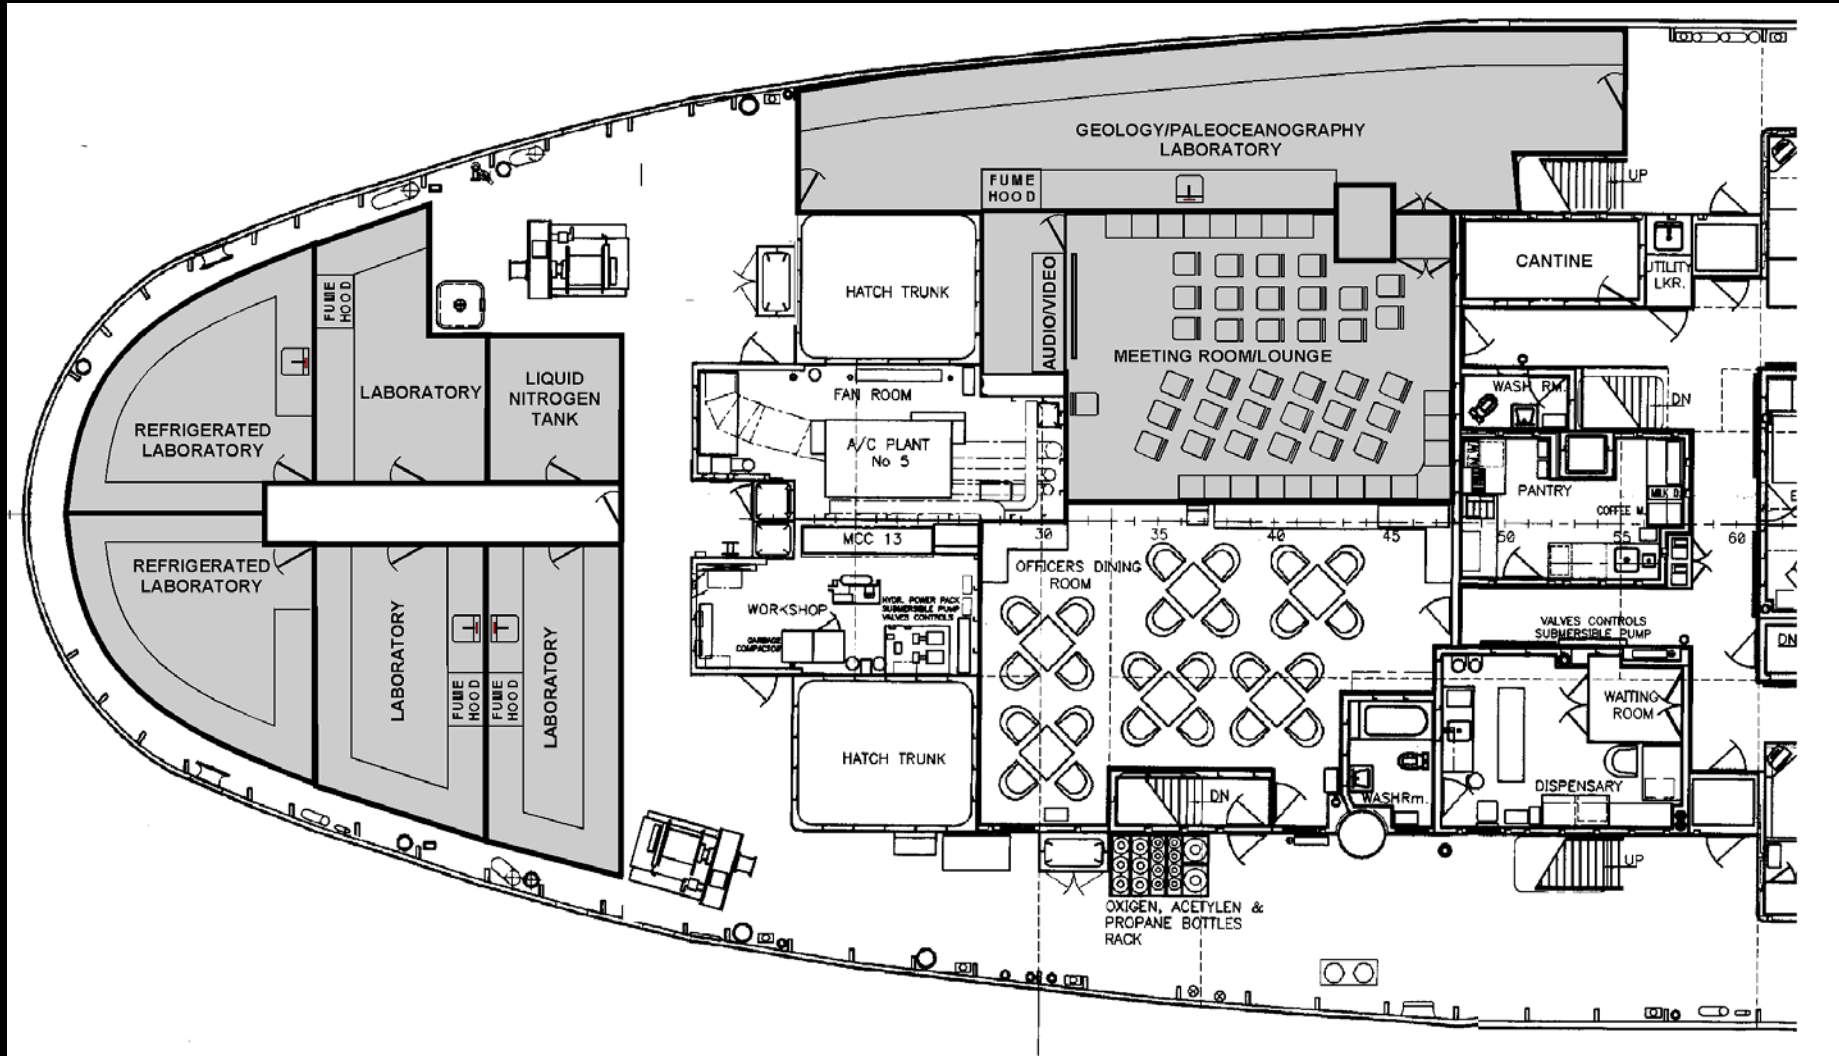 GEOLOGY/PALEOCEANOGRAPHY
LABORATORY
FUME
HOOD
UP
HATCH TRUNK
AUDIO/VIDEO
MEETING ROOM/LOUNGE
CANTINE
UTILITY
LKR.
FUME
HOOD
LABORATORY
LIQUID
NITROGEN
TANK
REFRIGERATED
LABORATORY
FAN ROOM
A/C PLANT
No 5
WASH RM.
DN
PANTRY
MILK D.
COFFEE M.
MCC 13
30
35
40
45
50
55
60
REFRIGERATED
LABORATORY
OFFICERS DINING
ROOM
WORKSHOP
HYDR. POWER PACK
SUBMERSIBLE PUMP
VALVES CONTROLS
GARBAGE
COMPACTOR
VALVES CONTROLS
SUBMERSIBLE PUMP
DN
LABORATORY
FUME
HOOD
FUME
HOOD
LABORATORY
WAITING
ROOM
HATCH TRUNK
DN
WASHRm.
DISPENSARY
UP
OXIGEN, ACETYLEN &
PROPANE BOTTLES
RACK